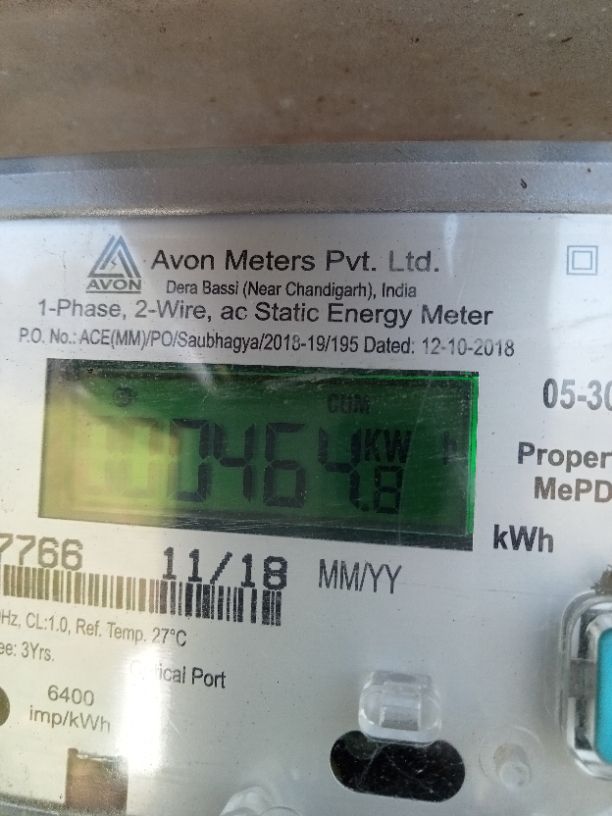 AVON
Avon Meters Pvt. Ltd.
Dera Bassi (Near Chandigarh), India
1-Phase, 2-Wire, ac Static Energy Meter
P.O. No.: ACE(MM)/PO/Saubhagya/2018-19/195 Dated: 12-10-2018
05-30
CUM
0464.8 KW h
Proper
MePD
kWh
7766 11/18 MM/YY
Hz, CL:1.0, Ref. Temp. 27°C
ee: 3Yrs.
ical Port
6400
imp/kWh